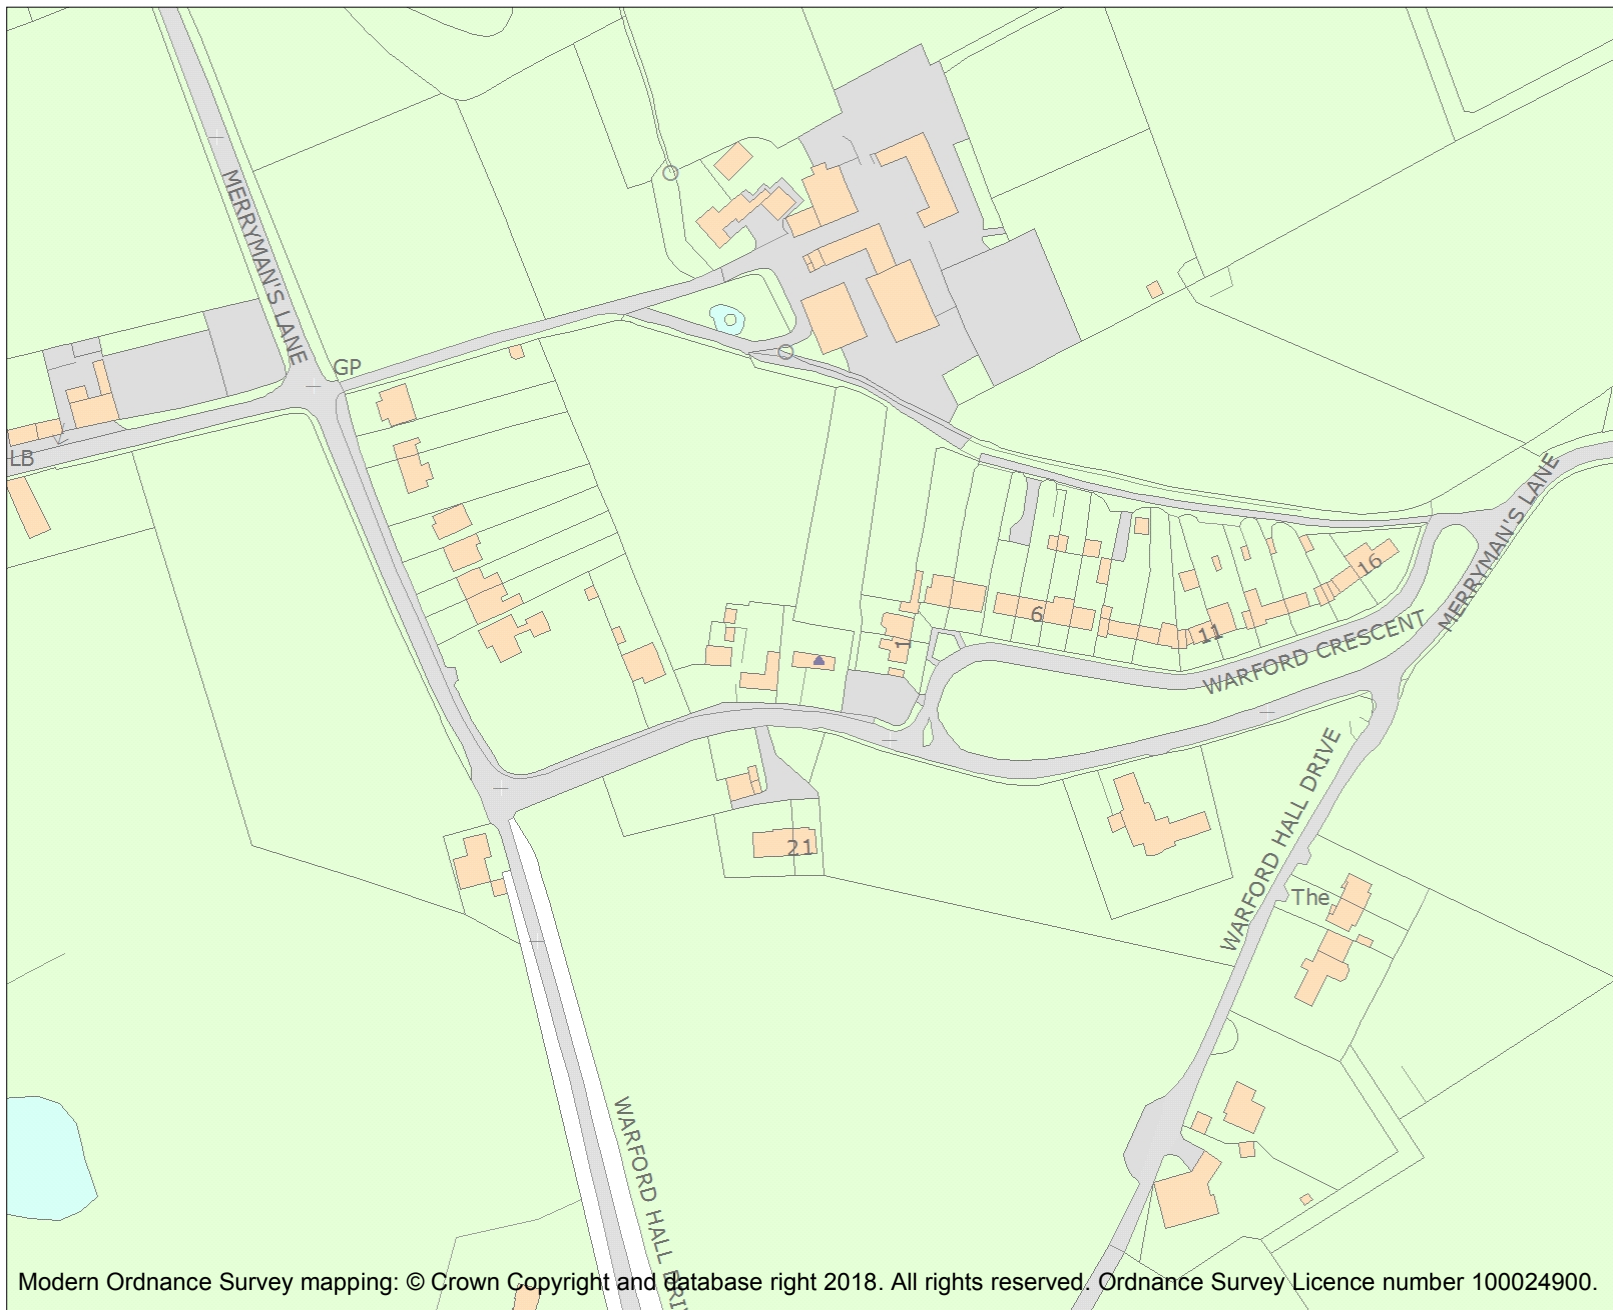 MERRYMAN'S LANE
GP
LB
MERRYMAN'S LANE
6
16
11
1
WARFORD CRESCENT
WARFORD HALL DRIVE
21
The
WARFORD HALL DRI
Modern Ordnance Survey mapping: © Crown Copyright and database right 2018. All rights reserved. Ordnance Survey Licence number 100024900.